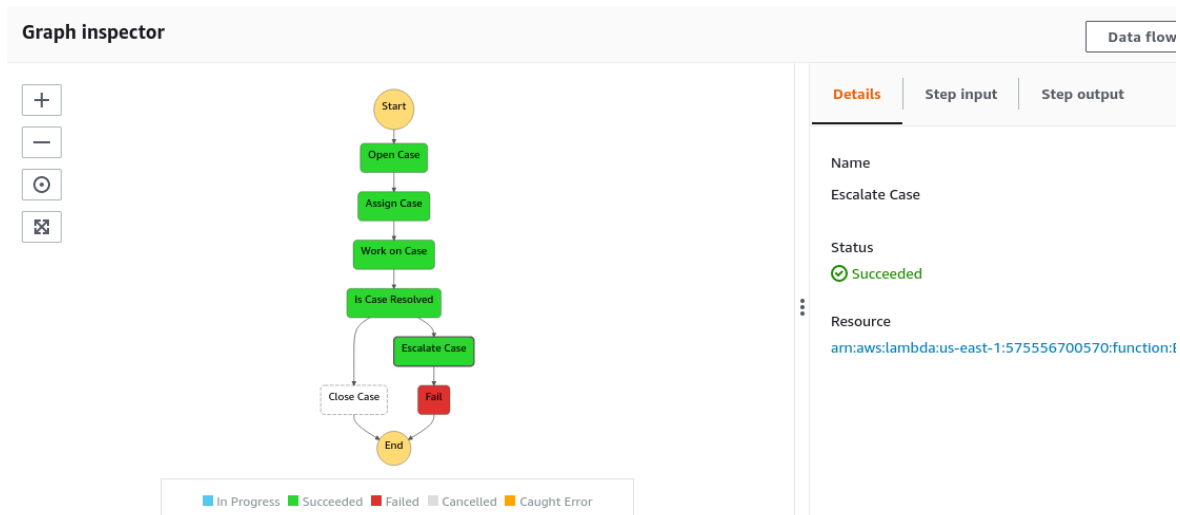 Graph inspector
Data flow
Start
Open Case
Assign Case
Work on Case
Is Case Resolved
Escalate Case
Close Case
Fail
End
In Progress Succeeded Failed Cancelled Caught Error
Details Step input Step output
Name
Escalate Case
Status
Succeeded
Resource
arn:aws:lambda:us-east-1:575556700570:function:E